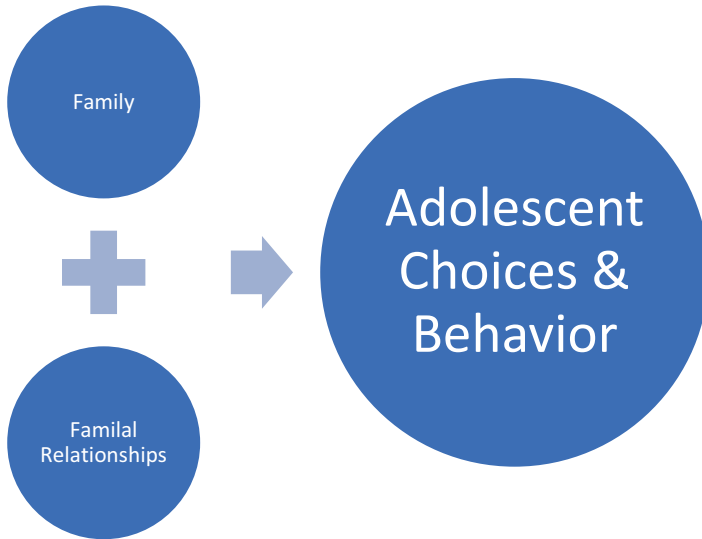 Family
Familal
Relationships
Adolescent
Choices &
Behavior